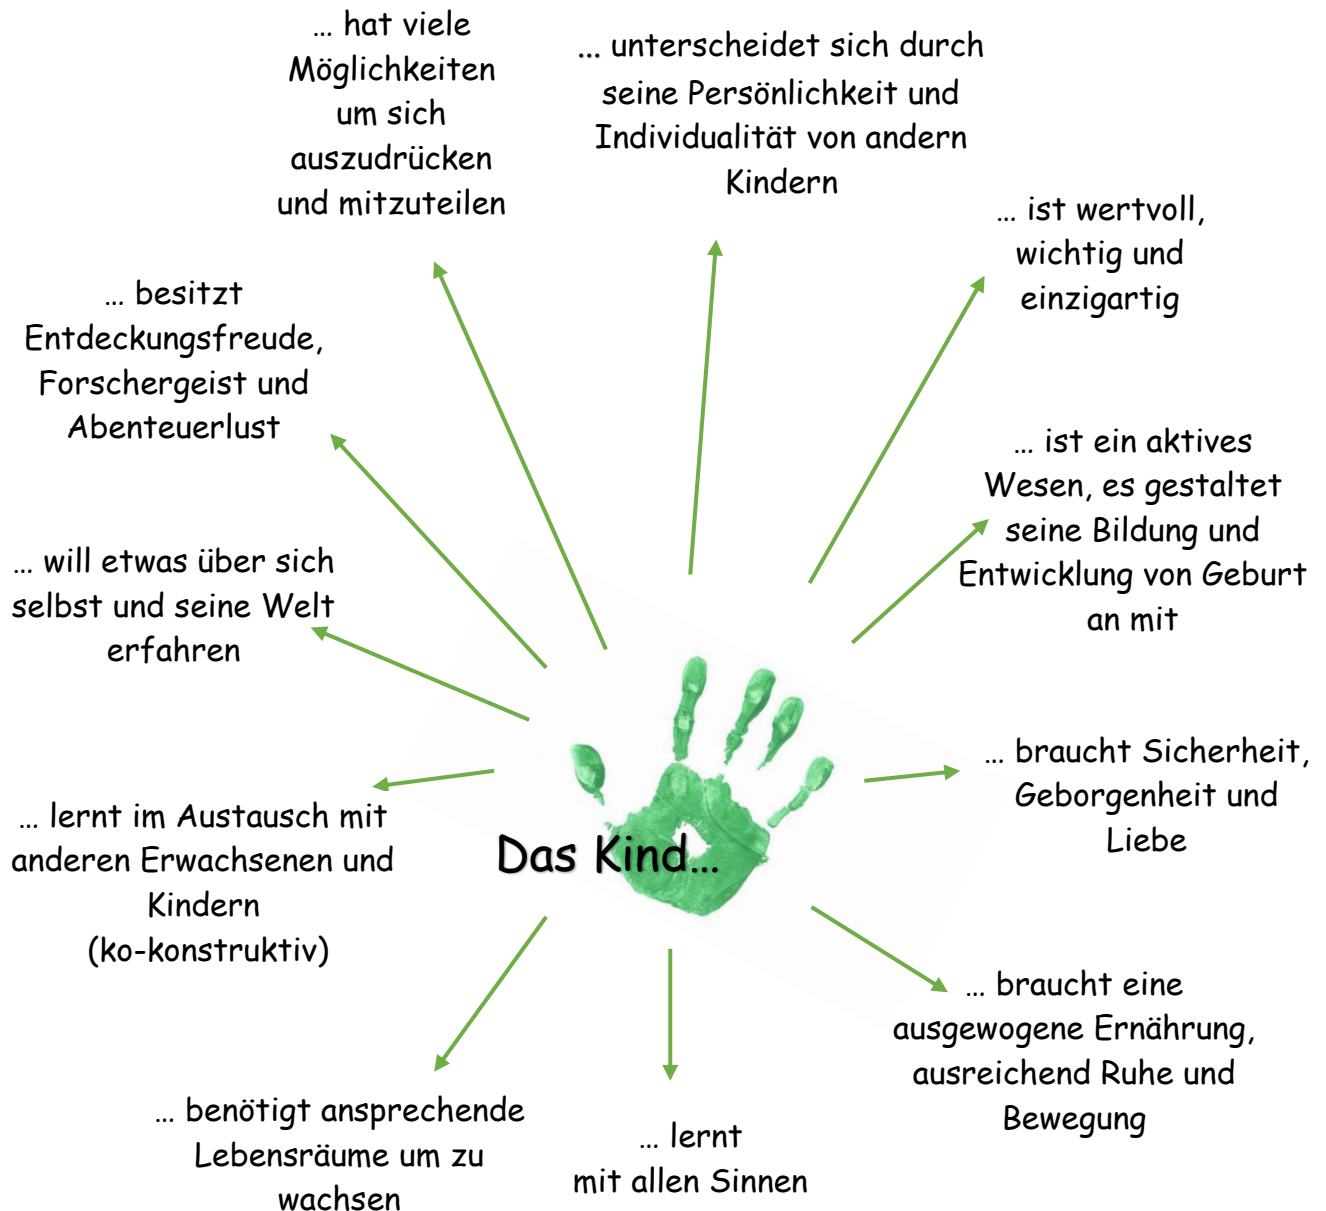 … hat viele
Möglichkeiten
um sich
auszudrücken
und mitzuteilen
... unterscheidet sich durch
seine Persönlichkeit und
Individualität von andern
Kindern
… ist wertvoll,
wichtig und
einzigartig
… besitzt
Entdeckungsfreude,
Forschergeist und
Abenteuerlust
… ist ein aktives
Wesen, es gestaltet
seine Bildung und
Entwicklung von Geburt
an mit
… will etwas über sich
selbst und seine Welt
erfahren
… braucht Sicherheit,
Geborgenheit und
Liebe
… lernt im Austausch mit
anderen Erwachsenen und
Kindern
(ko-konstruktiv)
Das Kind…
… braucht eine
ausgewogene Ernährung,
ausreichend Ruhe und
Bewegung
… benötigt ansprechende
Lebensräume um zu
wachsen
… lernt
mit allen Sinnen